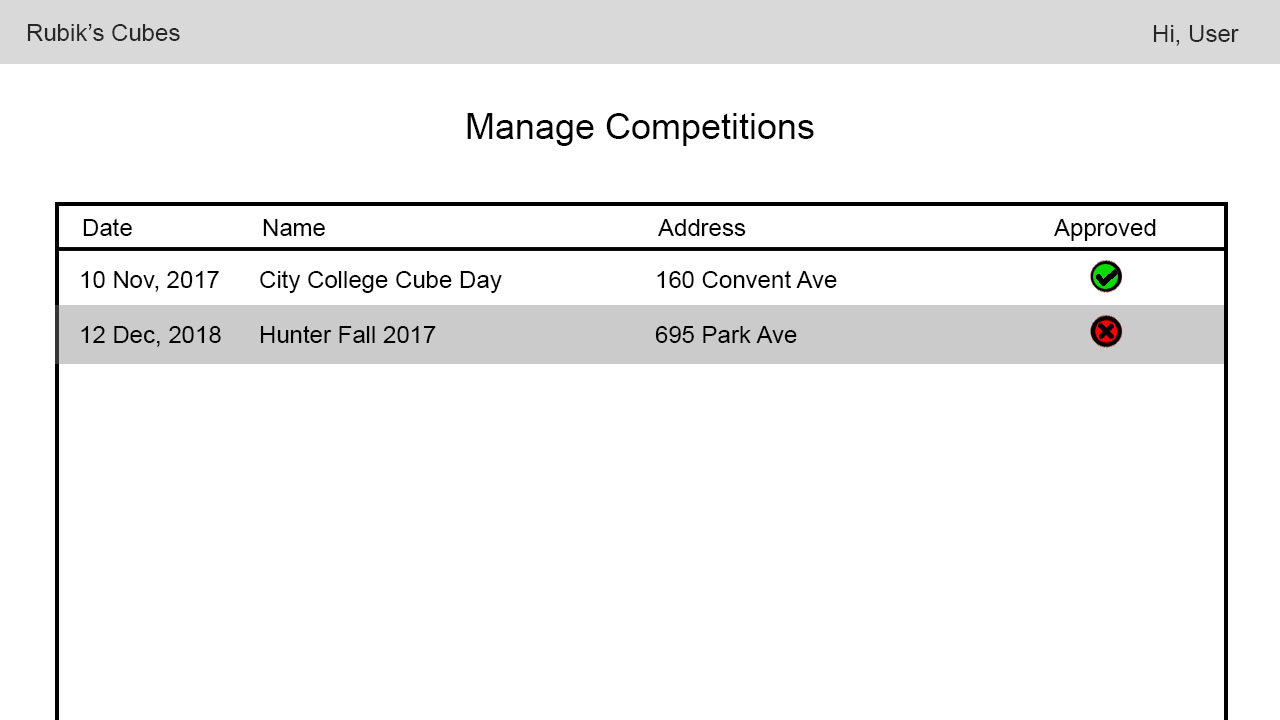 Rubik’s Cubes Hi, User
Manage Competitions
Date Name Address Approved
10 Nov, 2017 City College Cube Day 160 Convent Ave
12 Dec, 2018 Hunter Fall 2017 695 Park Ave